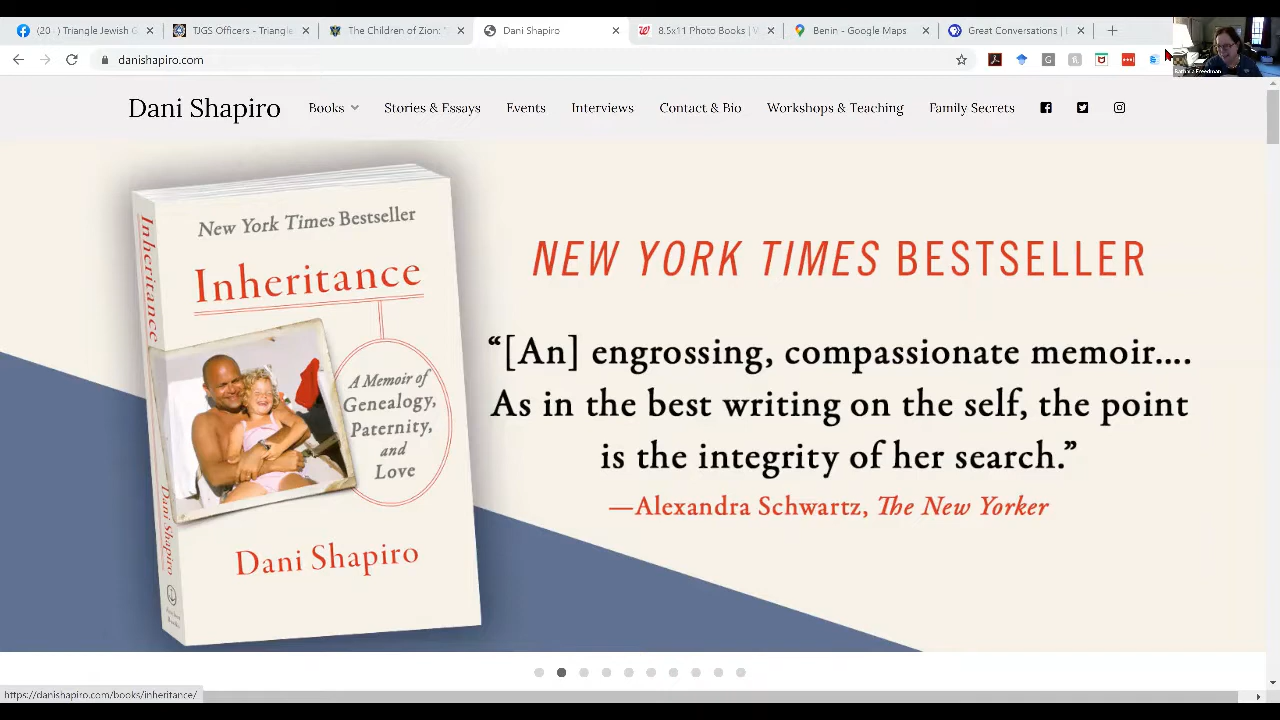 (20) Triangle Jewish G
TJGS Officers - Triangle
The Children of Zion: 
Dani Shapiro
8.5x11 Photo Books | W
Benin - Google Maps
Great Conversations |
danishapiro.com
Barbara Freedman
Dani Shapiro
Books
Stories & Essays
Events
Interviews
Contact & Bio
Workshops & Teaching
Family Secrets
Inheritance
Dani Shapiro
New York Times Bestseller
Inheritance
A Memoir of
Genealogy,
Paternity,
and
Love
Dani Shapiro
NEW YORK TIMES BESTSELLER
“[An] engrossing, compassionate memoir....
As in the best writing on the self, the point
is the integrity of her search.”
—Alexandra Schwartz, The New Yorker
https://danishapiro.com/books/inheritance/